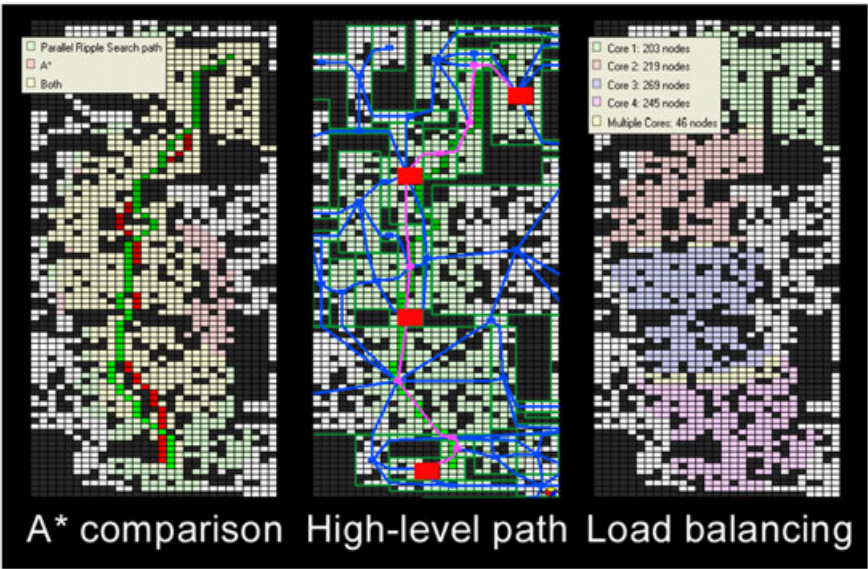 Parallel Ripple Search path
A*
Both
Core 1: 203 nodes
Core 2: 219 nodes
Core 3: 269 nodes
Core 4: 245 nodes
Multiple Cores: 46 nodes
A* comparison
High-level path
Load balancing